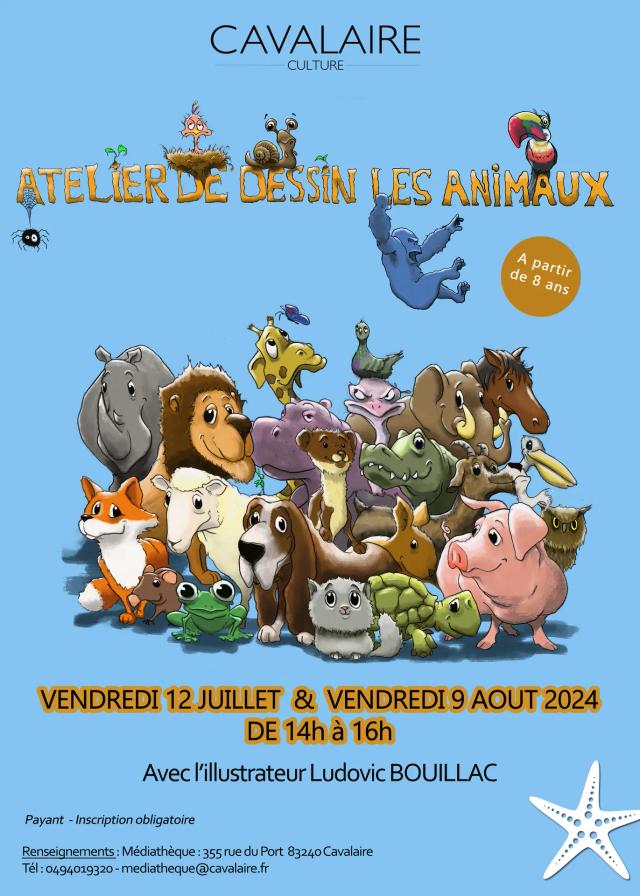 CAVALAIRE
CULTURE
ATELIER DE DESSIN LES ANIMAUX
A partir
de 8 ans
VENDREDI 12 JUILLET & VENDREDI 9 AOUT 2024
DE 14h à 16h
Avec l'illustrateur Ludovic BOUILLAC
Payant - Inscription obligatoire
Renseignements : Médiathèque : 355 rue du Port 83240 Cavalaire
Tél : 0494019320 - mediatheque@cavalaire.fr